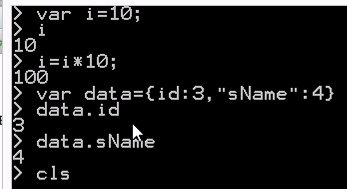 > var i=10;
> i
10
> i=i*10;
100
> var data={id:3,"sName":4}
> data.id
3
> data.sName
4
> cls